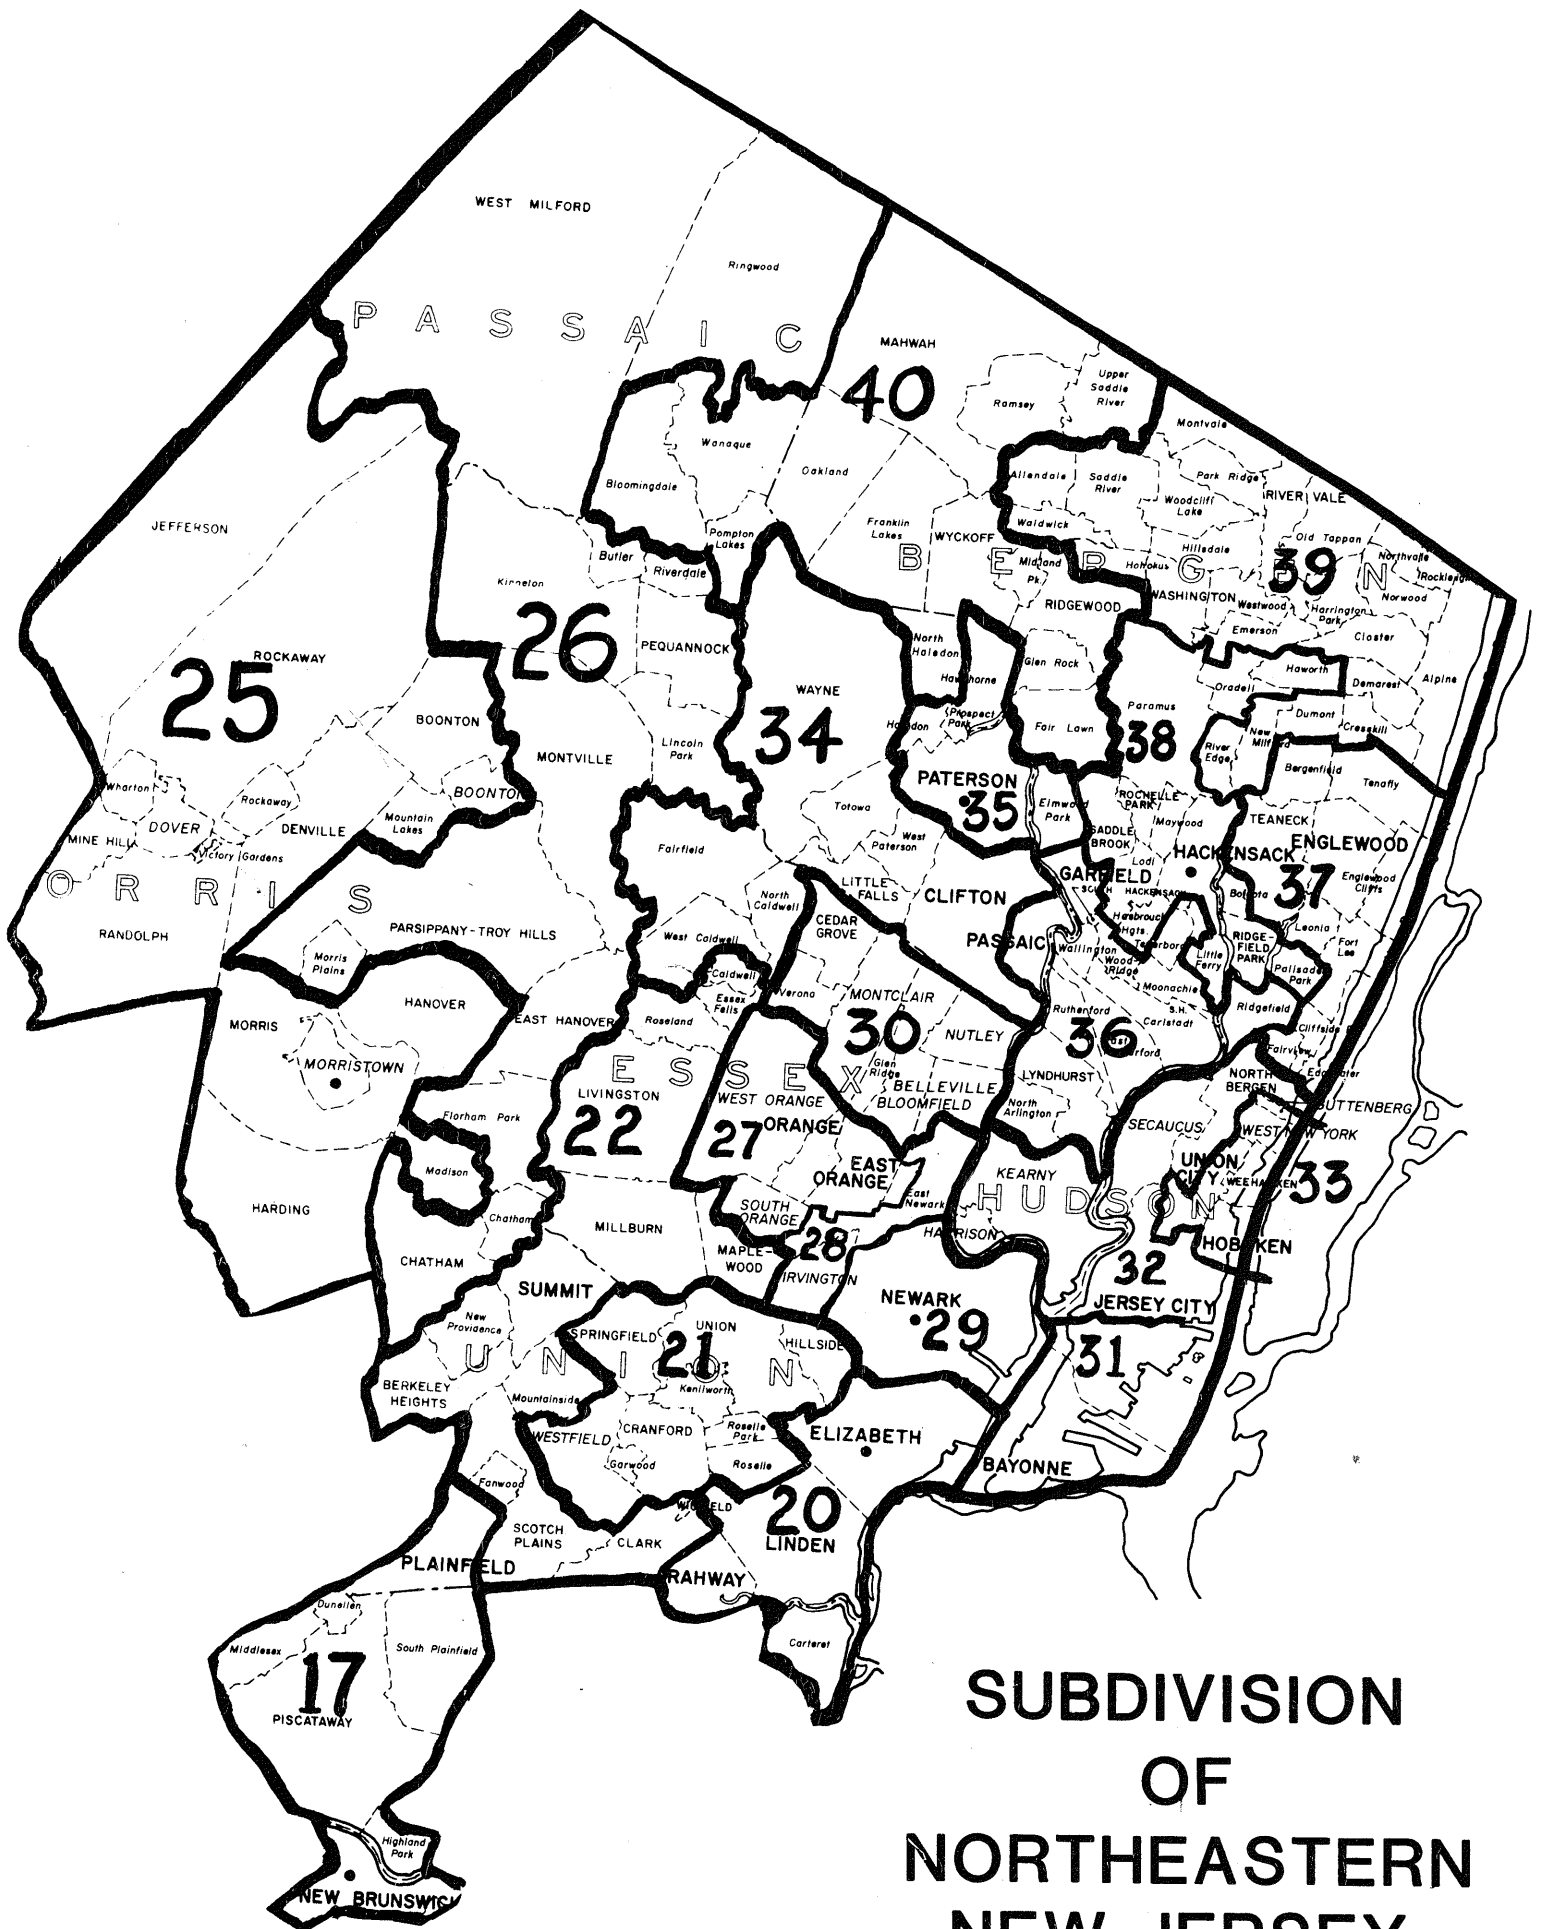 WEST MILFORD
Ringwood
PASSAIC
MAHWAH
40
Upper
Saddle
River
Ramsey
Montvale
Wanaque
Oakland
Bloomingdale
Allendale
Saddle
River
Park Ridge
Woodcliff
Lake
RIVER VALE
JEFFERSON
Franklin
Lakes
WYCKOFF
Waldwick
Pompton
Lakes
Butler
Riverdale
Kinnelon
BERGEN
Midland
Pk.
Hohokus
Hillsdale
Old Tappan
39
Northvale
Rockleigh
Norwood
RIDGEWOOD
WASHINGTON
Westwood
Harrington
Park
Emerson
Closter
26
PEQUANNOCK
North
Haledon
Hawthorne
Glen Rock
Haworth
Demarest
Alpine
Oradell
25
ROCKAWAY
WAYNE
34
BOONTON
MONTVILLE
Lincoln
Park
Haledon
Prospect
Park
Fair Lawn
Paramus
38
River
Edge
New
Milford
Dumont
Cresskill
Bergenfield
Tenafly
Wharton
Rockaway
BOONTON
PATERSON
35
Elmwood
Park
ROCHELLE
PARK
Maywood
TEANECK
DOVER
MINE HILL
DENVILLE
Mountain
Lakes
Victory Gardens
Totowa
West
Paterson
SADDLE
BROOK
Lodi
HACKENSACK
ENGLEWOOD
Fairfield
ORRIS
North
Caldwell
LITTLE
FALLS
CLIFTON
GARFIELD
SOUTH HACKENSACK
37
Bogota
Englewood
Cliffs
RANDOLPH
PARSIPPANY-TROY HILLS
Morris
Plains
West Caldwell
CEDAR
GROVE
PASSAIC
Hasbrouck
Hgts.
Wallington
Wood-
Ridge
Teterboro
Little
Ferry
RIDGE-
FIELD
PARK
Leonia
Fort
Lee
Palisades
Park
Moonachie
HANOVER
Caldwell
Essex
Fells
Verona
MORRIS
EAST HANOVER
Roseland
MONTCLAIR
30
NUTLEY
Rutherford
36
East
Rutherford
S.H.
Carlstadt
Ridgefield
Cliffside P
Fairview
MORRISTOWN
ESSEX
LIVINGSTON
22
Glen
Ridge
BELLEVILLE
BLOOMFIELD
LYNDHURST
North
Arlington
NORTH
BERGEN
Edgewater
GUTTENBERG
Florham Park
WEST ORANGE
27
ORANGE
SECAUCUS
WEST NEW YORK
Madison
EAST
ORANGE
KEARNY
UNION
CITY
WEEHAWKEN
33
HUDSON
HARDING
Chatham
MILLBURN
SOUTH
ORANGE
East
Newark
HARRISON
HOBOKEN
CHATHAM
MAPLE-
WOOD
28
IRVINGTON
32
JERSEY CITY
SUMMIT
NEWARK
29
New
Providence
SPRINGFIELD
UNION
21
HILLSIDE
31
UNION
BERKELEY
HEIGHTS
Mountainside
Kenilworth
WESTFIELD
CRANFORD
Roselle
Park
ELIZABETH
Garwood
Roselle
BAYONNE
Fanwood
WINFIELD
20
LINDEN
SCOTCH
PLAINS
CLARK
PLAINFIELD
RAHWAY
Dunellen
Middlesex
South Plainfield
17
PISCATAWAY
Carteret
Highland
Park
NEW BRUNSWICK
SUBDIVISION
OF
NORTHEASTERN
NEW JERSEY